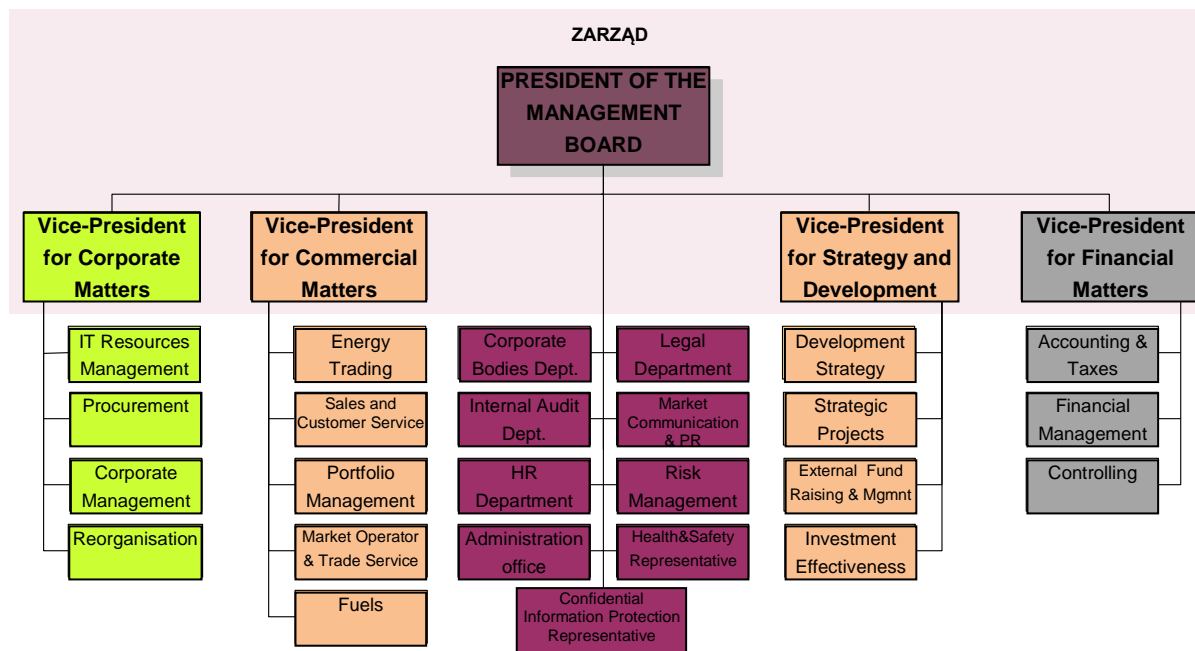 ZARZĄD
PRESIDENT OF THE
MANAGEMENT
BOARD
Vice-President
for Corporate
Matters
Vice-President
for Commercial
Matters
Vice-President
for Strategy and
Development
Vice-President
for Financial
Matters
IT Resources
Management
Procurement
Corporate
Management
Reorganisation
Energy
Trading
Sales and
Customer Service
Portfolio
Management
Market Operator
& Trade Service
Fuels
Corporate
Bodies Dept.
Internal Audit
Dept.
HR
Department
Administration
office
Legal
Department
Market
Communication
& PR
Risk
Management
Health&Safety
Representative
Confidential
Information Protection
Representative
Development
Strategy
Strategic
Projects
External Fund
Raising & Mgmnt
Investment
Effectiveness
Accounting &
Taxes
Financial
Management
Controlling